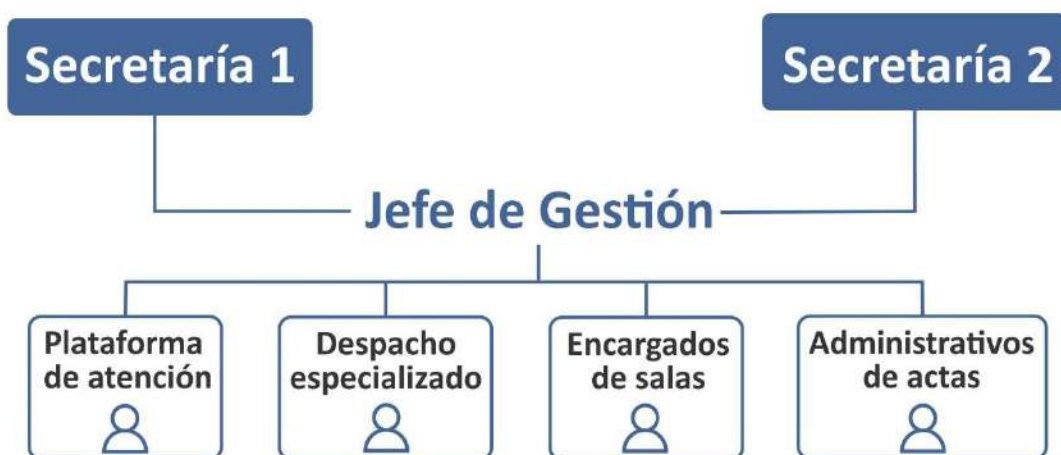 Secretaría 1
Secretaría 2
Jefe de Gestión
Plataforma
de atención
Despacho
especializado
Encargados
de salas
Administrativos
de actas